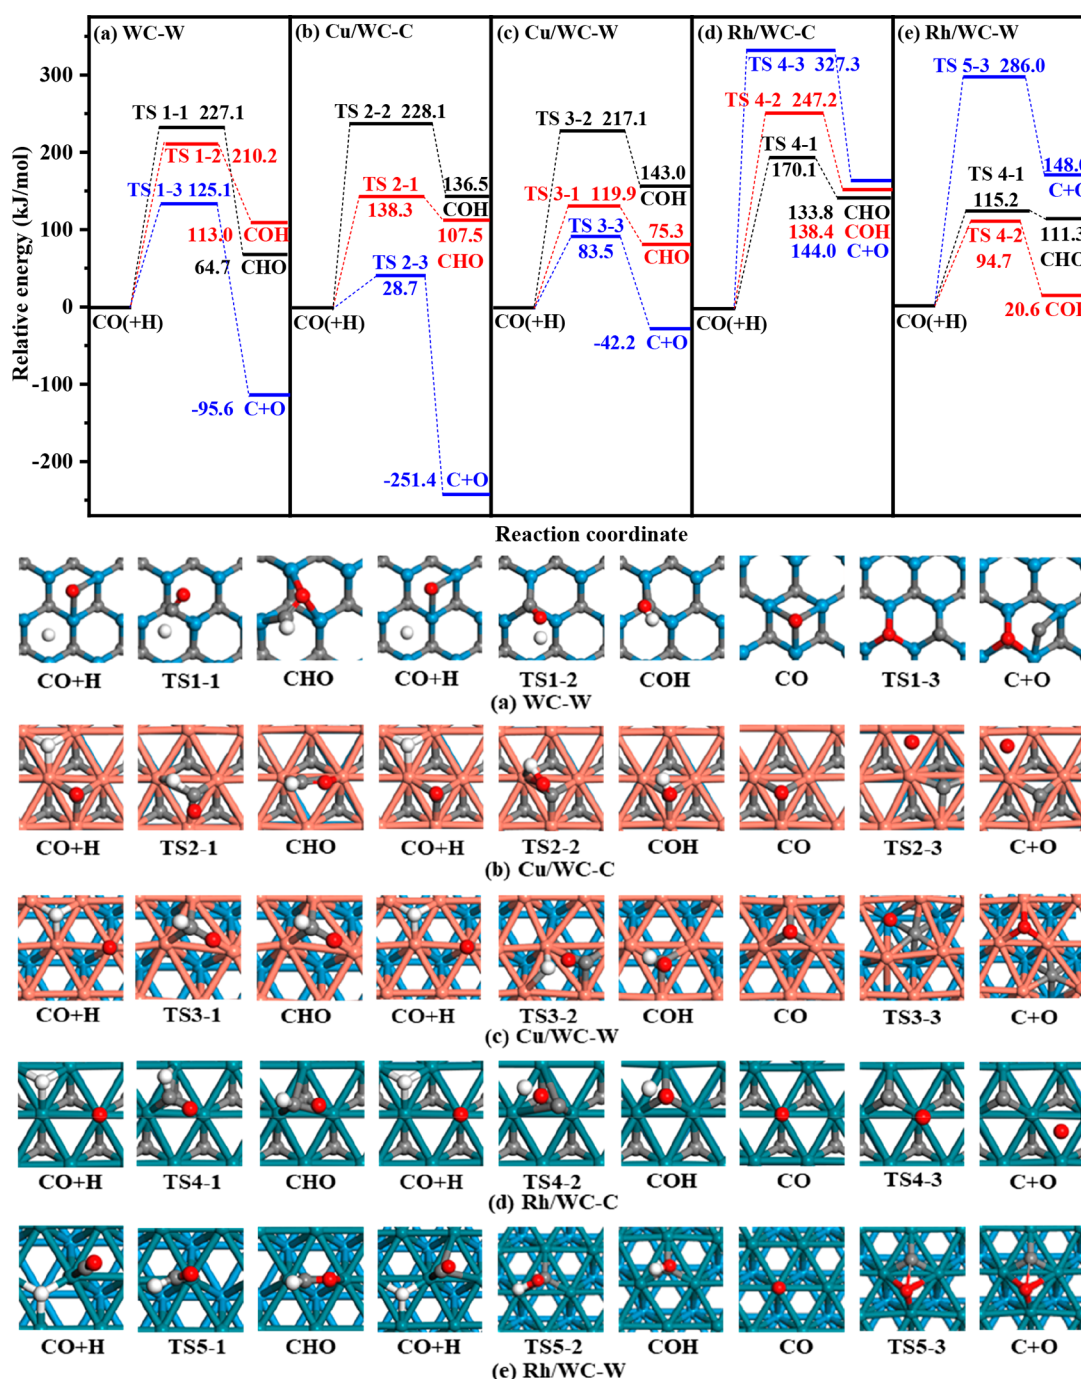 (a) WC-W
(b) Cu/WC-C
(c) Cu/WC-W
(d) Rh/WC-C
(e) Rh/WC-W
Relative energy (kJ/mol)
300
200
100
0
-100
-200
TS 1-1 227.1
TS 1-2 210.2
TS 1-3 125.1
113.0 COH
64.7 CHO
CO(+H)
-95.6 C+O
TS 2-2 228.1
136.5
COH
TS 2-1
138.3
107.5
CHO
TS 2-3
28.7
CO(+H)
-251.4 C+O
TS 3-2 217.1
143.0
COH
TS 3-1 119.9
75.3
CHO
TS 3-3
83.5
CO(+H)
-42.2 C+O
TS 4-3 327.3
TS 4-2 247.2
TS 4-1
170.1
133.8 CHO
138.4 COH
144.0 C+O
CO(+H)
TS 5-3 286.0
148.0
C+O
TS 4-1
115.2
111.3
CHO
TS 4-2
94.7
20.6 COH
CO(+H)
Reaction coordinate
CO+H TS1-1 CHO CO+H TS1-2 COH CO TS1-3 C+O
(a) WC-W
CO+H TS2-1 CHO CO+H TS2-2 COH CO TS2-3 C+O
(b) Cu/WC-C
CO+H TS3-1 CHO CO+H TS3-2 COH CO TS3-3 C+O
(c) Cu/WC-W
CO+H TS4-1 CHO CO+H TS4-2 COH CO TS4-3 C+O
(d) Rh/WC-C
CO+H TS5-1 CHO CO+H TS5-2 COH CO TS5-3 C+O
(e) Rh/WC-W